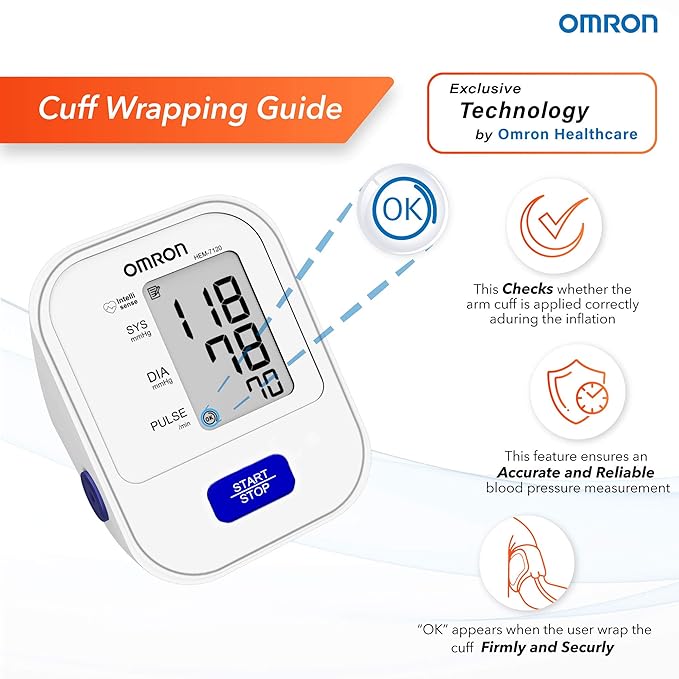 OMRON
Cuff Wrapping Guide
Exclusive
Technology
by Omron Healthcare
OK
OMRON
HEM-7120
Intelli
sense
SYS
mmHg
118
DIA
mmHg
78
PULSE
/min
OK
70
START
STOP
This Checks whether the
arm cuff is applied correctly
aduring the inflation
This feature ensures an
Accurate and Reliable
blood pressure measurement
“OK” appears when the user wrap the
cuff Firmly and Securly